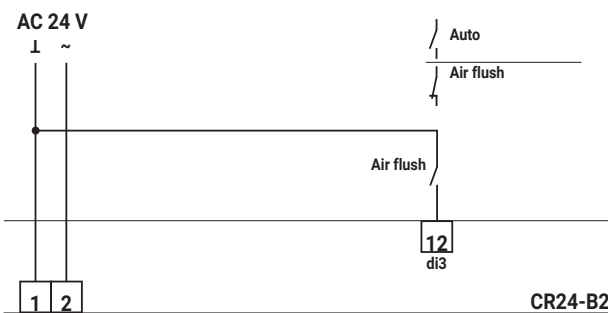 AC 24 V
⊥ ~
Auto
Air flush
Air flush
12
di3
1 2
CR24-B2